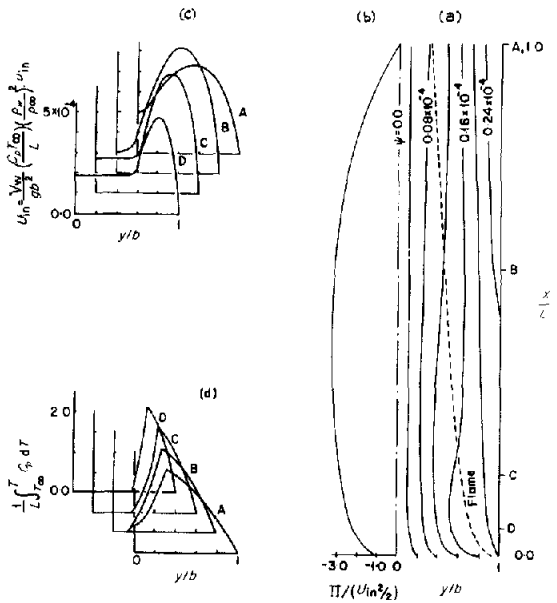 (c)
5×10⁻⁴
0·0
A
B
C
D
0
1
y/b
(d)
2·0
0·0
D
C
B
A
0
1
y/b
(b)
(a)
A,1·0
ψ=0·0
0·08×10⁻⁴
0·16×10⁻⁴
0·24×10⁻⁴
B
x/L
C
Flame
D
0·0
-3·0
-1·0
0
1
Π/(U_in²/2)
y/b